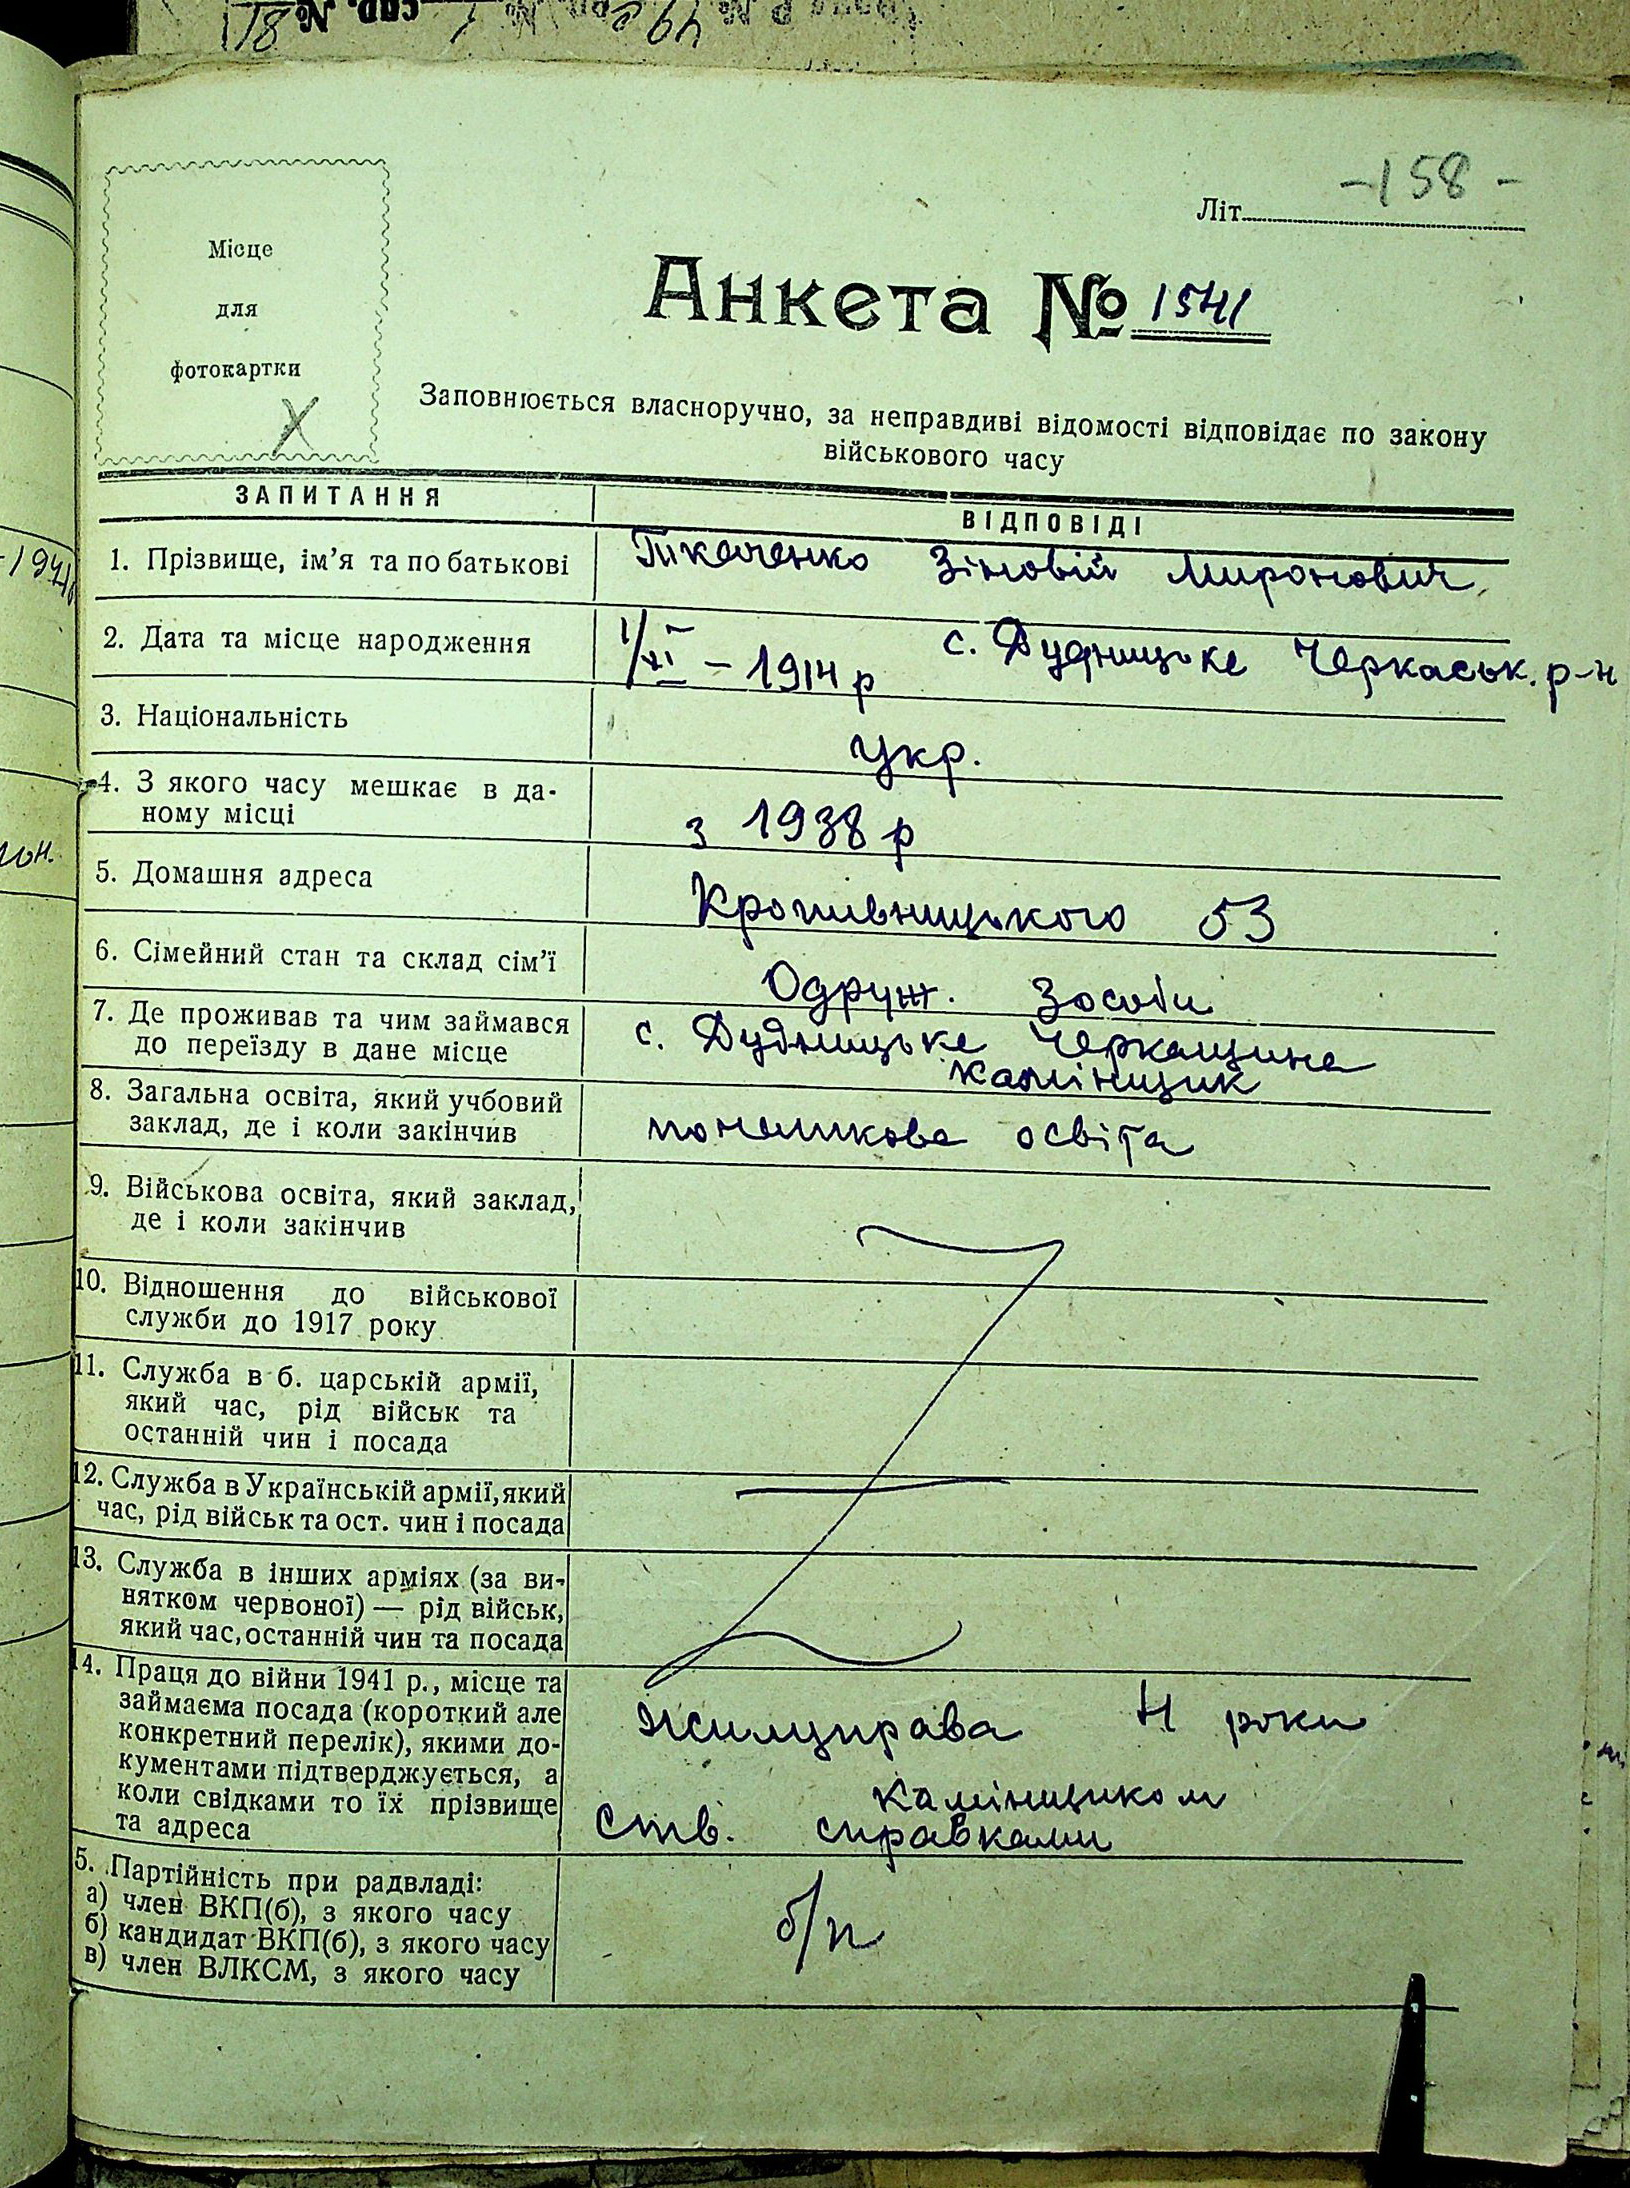 -158-
Літ.
Місце
для
фотокартки
Анкета № 1541
Заповнюється власноручно, за неправдиві відомості відповідає по закону
військового часу
ЗАПИТАННЯ
ВІДПОВІДІ
1. Прізвище, ім'я та по батькові
Ткаченко Зіновій Миронович
2. Дата та місце народження
1/XI – 1914 р с. Дудницьке Черкаськ. р-н
3. Національність
Укр.
4. З якого часу мешкає в да-
ному місці
з 1938 р
5. Домашня адреса
Кропивницького 53
6. Сімейний стан та склад сім'ї
Одруж. 3 особи
7. Де проживав та чим займався
до переїзду в дане місце
с. Дудницьке Черкащина
камінщик
8. Загальна освіта, який учбовий
заклад, де і коли закінчив
початкова освіта
9. Військова освіта, який заклад,
де і коли закінчив
10. Відношення до військової
служби до 1917 року
11. Служба в б. царській армії,
який час, рід військ та
останній чин і посада
12. Служба в Українській армії, який
час, рід військ та ост. чин і посада
13. Служба в інших арміях (за ви-
нятком червоної) — рід військ,
який час, останній чин та посада
14. Праця до війни 1941 р., місце та
займаєма посада (короткий але
конкретний перелік), якими до-
кументами підтверджується, а
коли свідками то їх прізвище
та адреса
Жилуправа 4 роки
камінщиком
Ств. справками
5. Партійність при радвладі:
а) член ВКП(б), з якого часу
б) кандидат ВКП(б), з якого часу
в) член ВЛКСМ, з якого часу
б/п